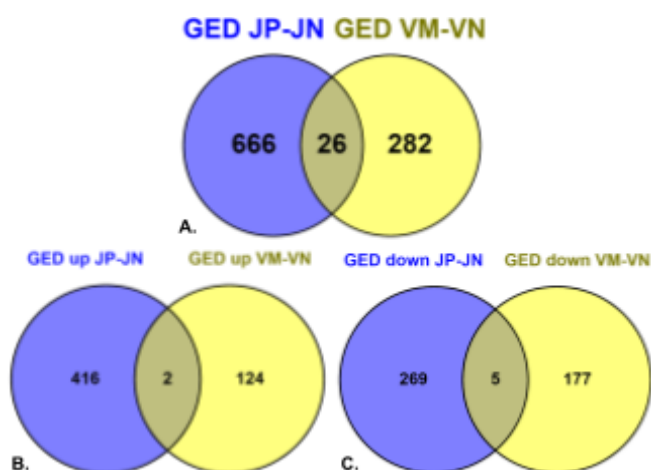 GED JP-JN GED VM-VN
666 26 282
A.
GED up JP-JN GED up VM-VN GED down JP-JN GED down VM-VN
416 2 124 269 5 177
B. C.